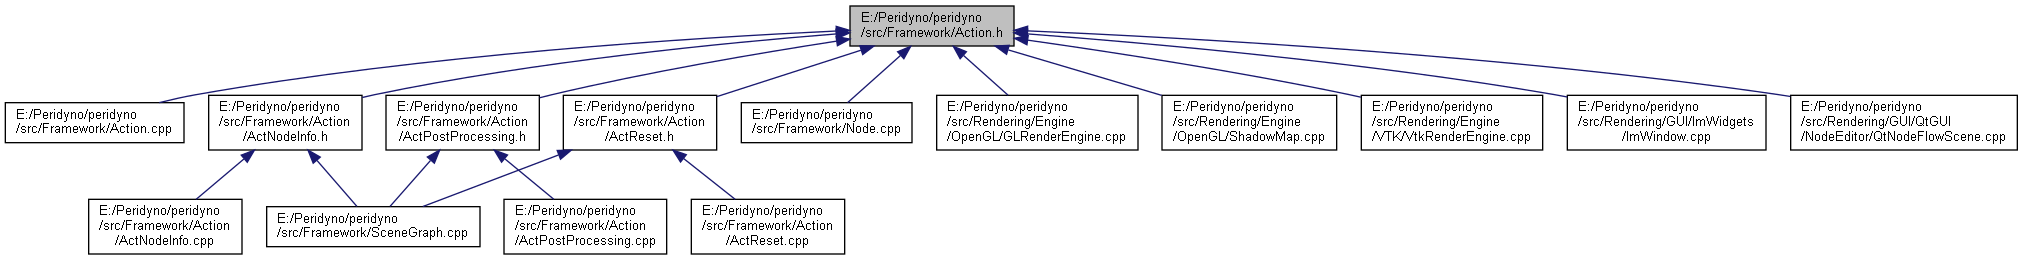 E:/Peridyno/peridyno
/src/Framework/Action.h
E:/Peridyno/peridyno
/src/Framework/Action.cpp
E:/Peridyno/peridyno
/src/Framework/Action
/ActNodeInfo.h
E:/Peridyno/peridyno
/src/Framework/Action
/ActPostProcessing.h
E:/Peridyno/peridyno
/src/Framework/Action
/ActReset.h
E:/Peridyno/peridyno
/src/Framework/Node.cpp
E:/Peridyno/peridyno
/src/Rendering/Engine
/OpenGL/GLRenderEngine.cpp
E:/Peridyno/peridyno
/src/Rendering/Engine
/OpenGL/ShadowMap.cpp
E:/Peridyno/peridyno
/src/Rendering/Engine
/VTK/VtkRenderEngine.cpp
E:/Peridyno/peridyno
/src/Rendering/GUI/ImWidgets
/ImWindow.cpp
E:/Peridyno/peridyno
/src/Rendering/GUI/QtGUI
/NodeEditor/QtNodeFlowScene.cpp
E:/Peridyno/peridyno
/src/Framework/Action
/ActNodeInfo.cpp
E:/Peridyno/peridyno
/src/Framework/SceneGraph.cpp
E:/Peridyno/peridyno
/src/Framework/Action
/ActPostProcessing.cpp
E:/Peridyno/peridyno
/src/Framework/Action
/ActReset.cpp